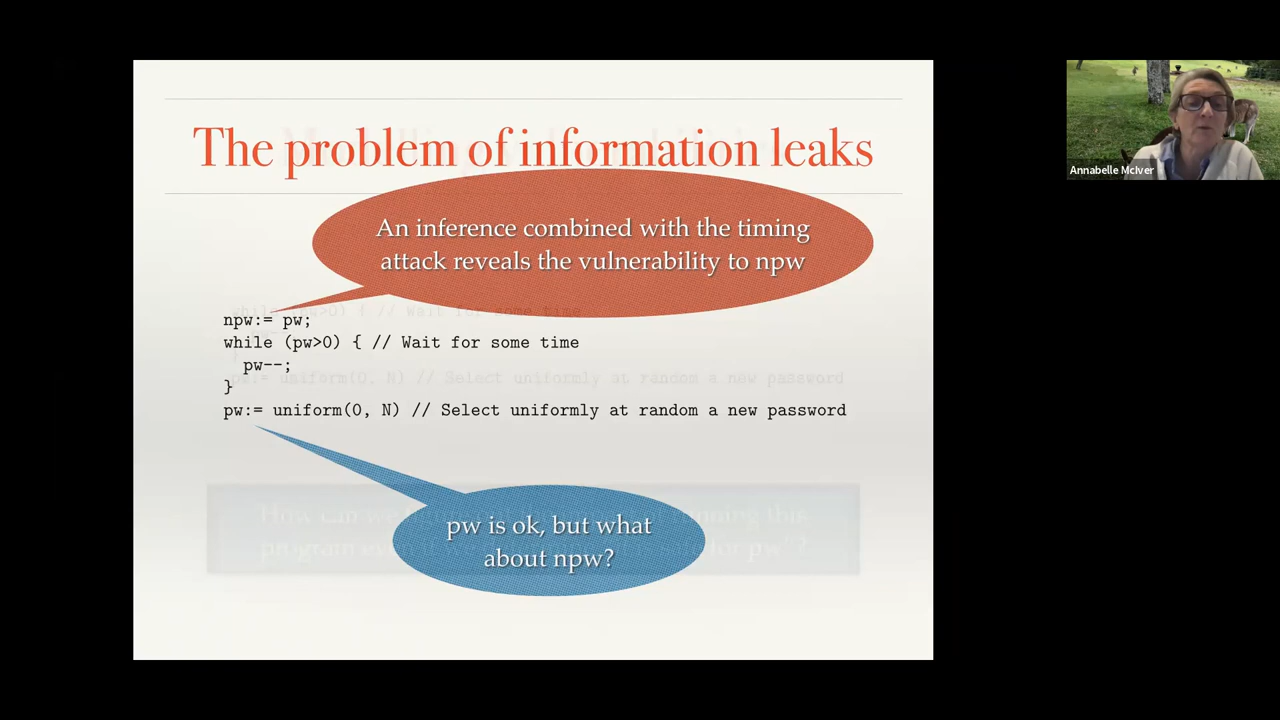 The problem of information leaks
An inference combined with the timing
attack reveals the vulnerability to npw
npw:= pw;
while (pw>0) { // Wait for some time
pw--;
}
pw:= uniform(0, N) // Select uniformly at random a new password
pw is ok, but what
about npw?
Annabelle McIver